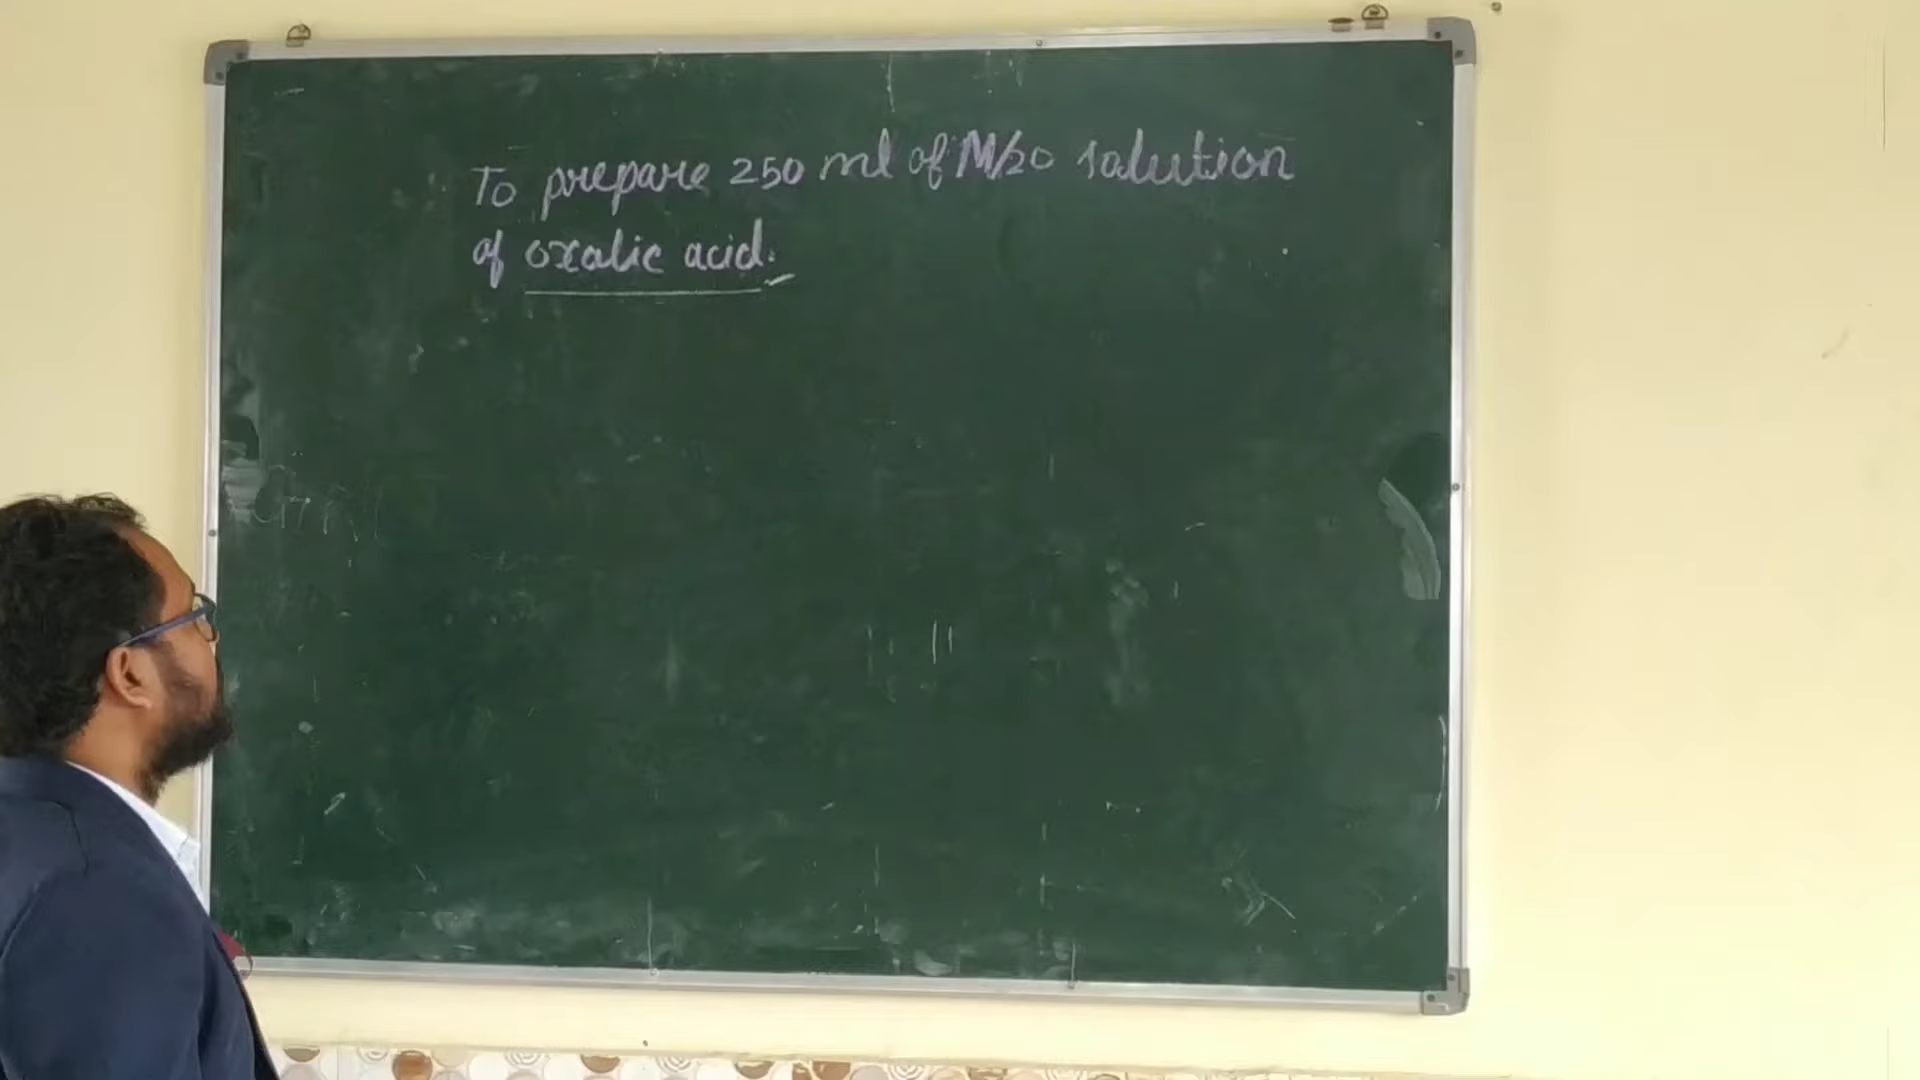 To prepare 250 ml of M/20 solution
of oxalic acid.